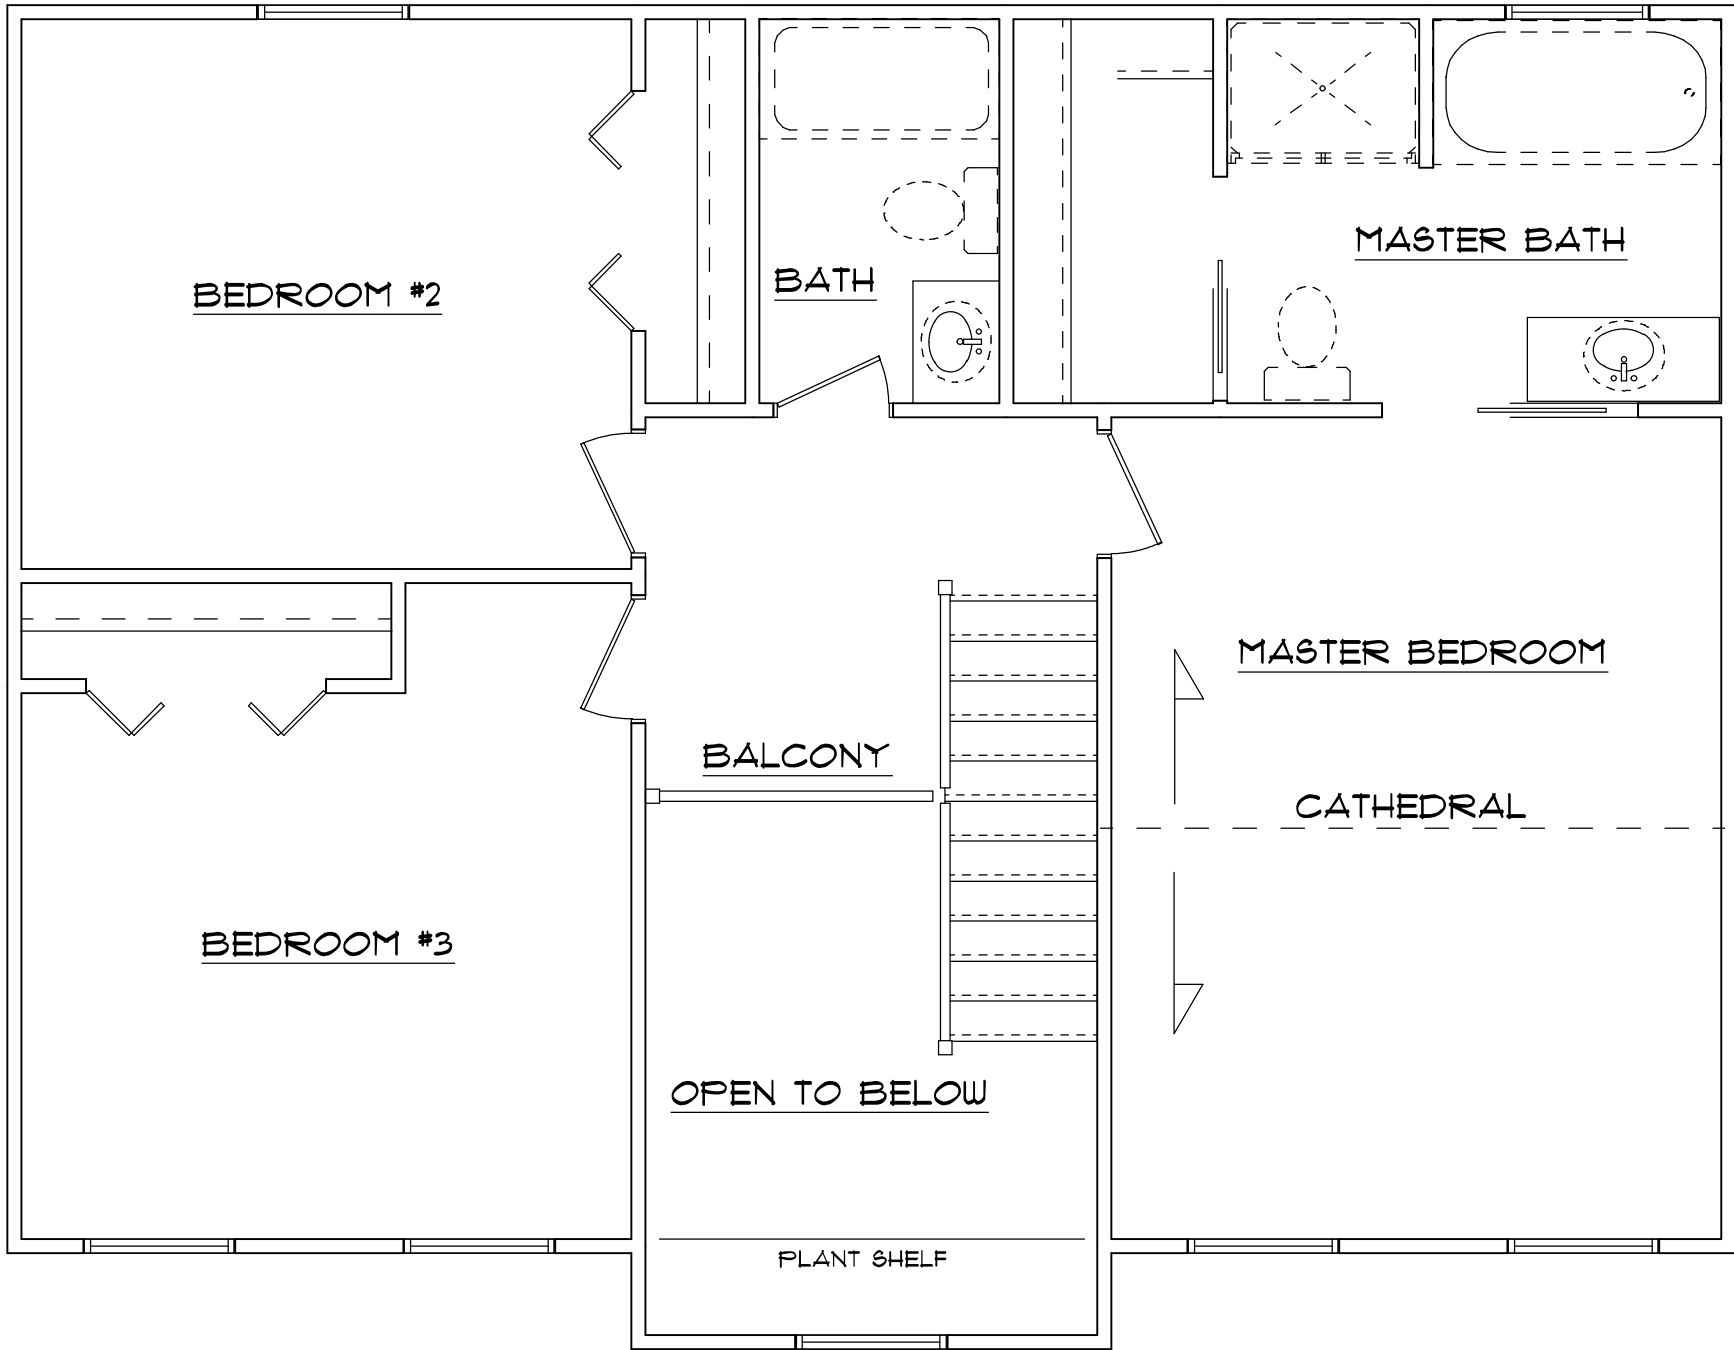 MASTER BATH
BATH
BEDROOM #2
MASTER BEDROOM
BALCONY
CATHEDRAL
BEDROOM #3
OPEN TO BELOW
PLANT SHELF